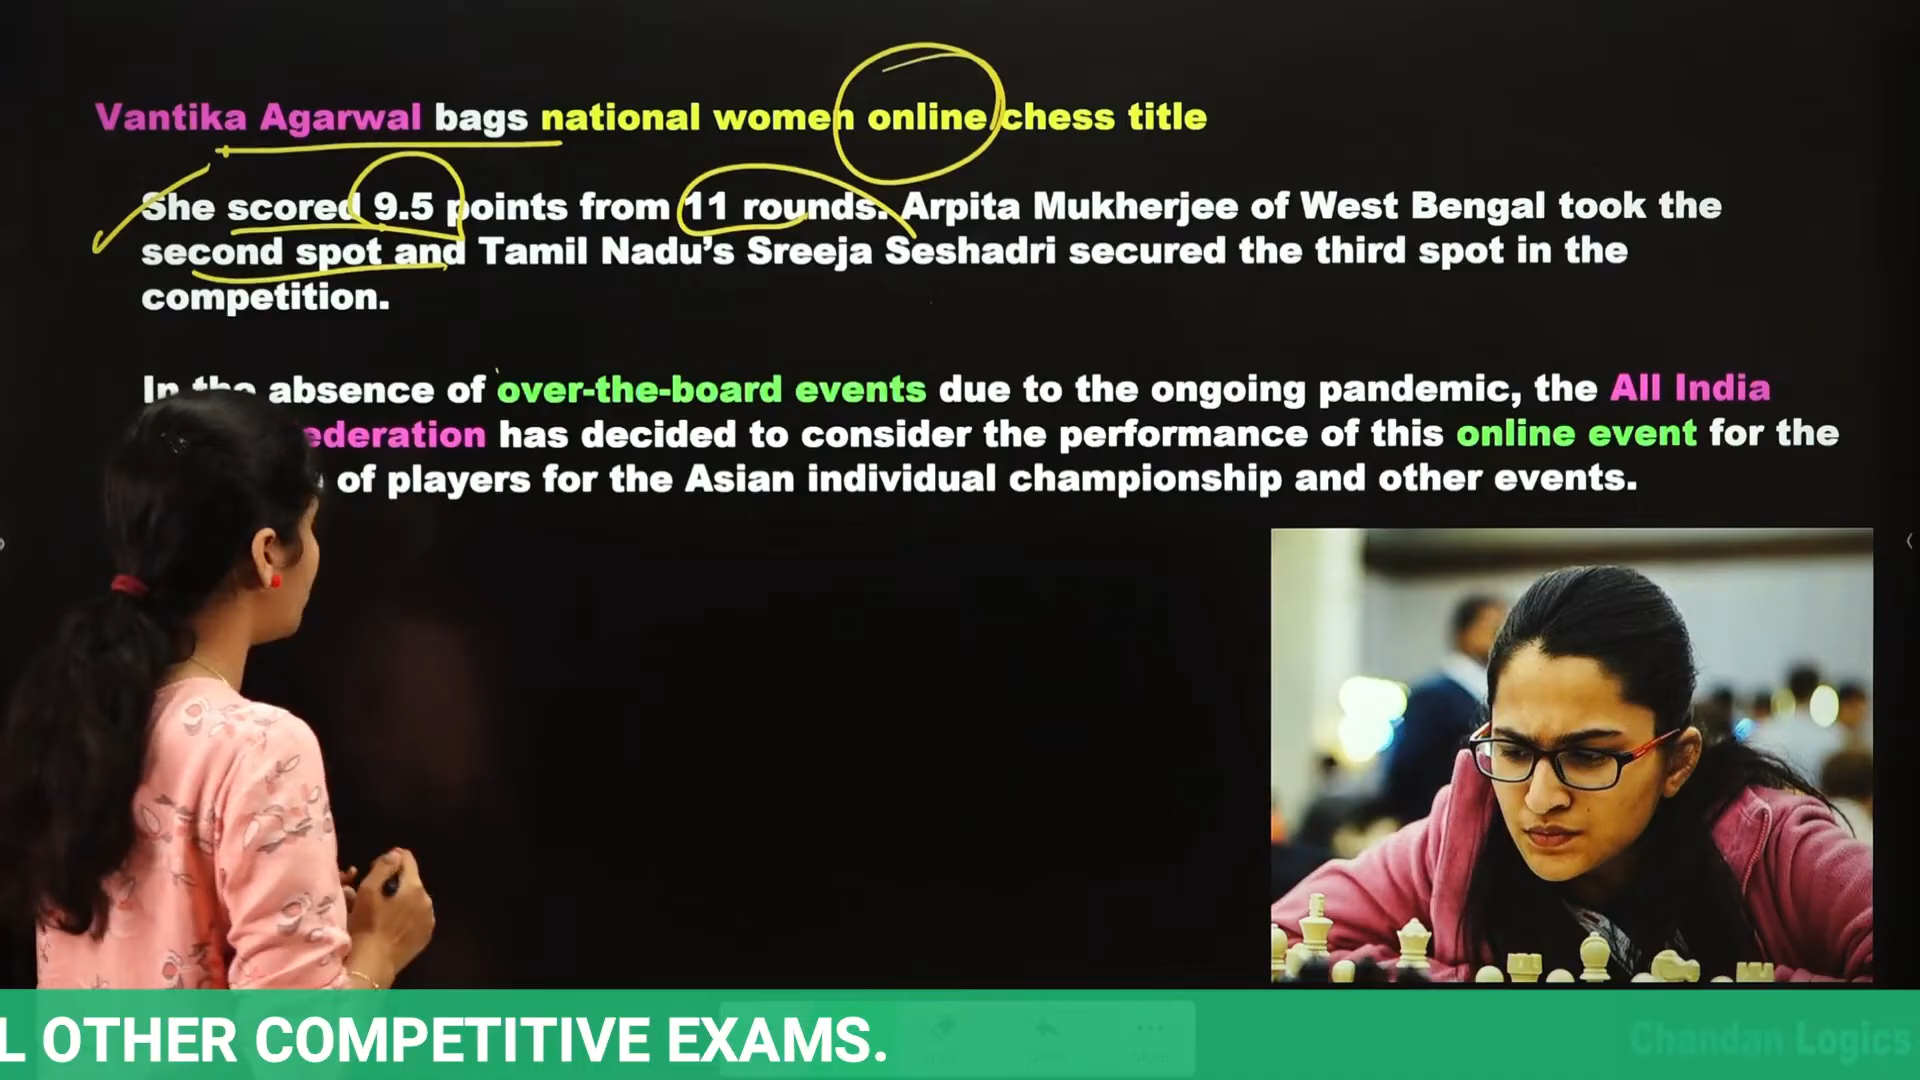 Vantika Agarwal bags national women online chess title
She scored 9.5 points from 11 rounds. Arpita Mukherjee of West Bengal took the
second spot and Tamil Nadu’s Sreeja Seshadri secured the third spot in the
competition.
In the absence of over-the-board events due to the ongoing pandemic, the All India
ederation has decided to consider the performance of this online event for the
of players for the Asian individual championship and other events.
L OTHER COMPETITIVE EXAMS.
Chandan Logics